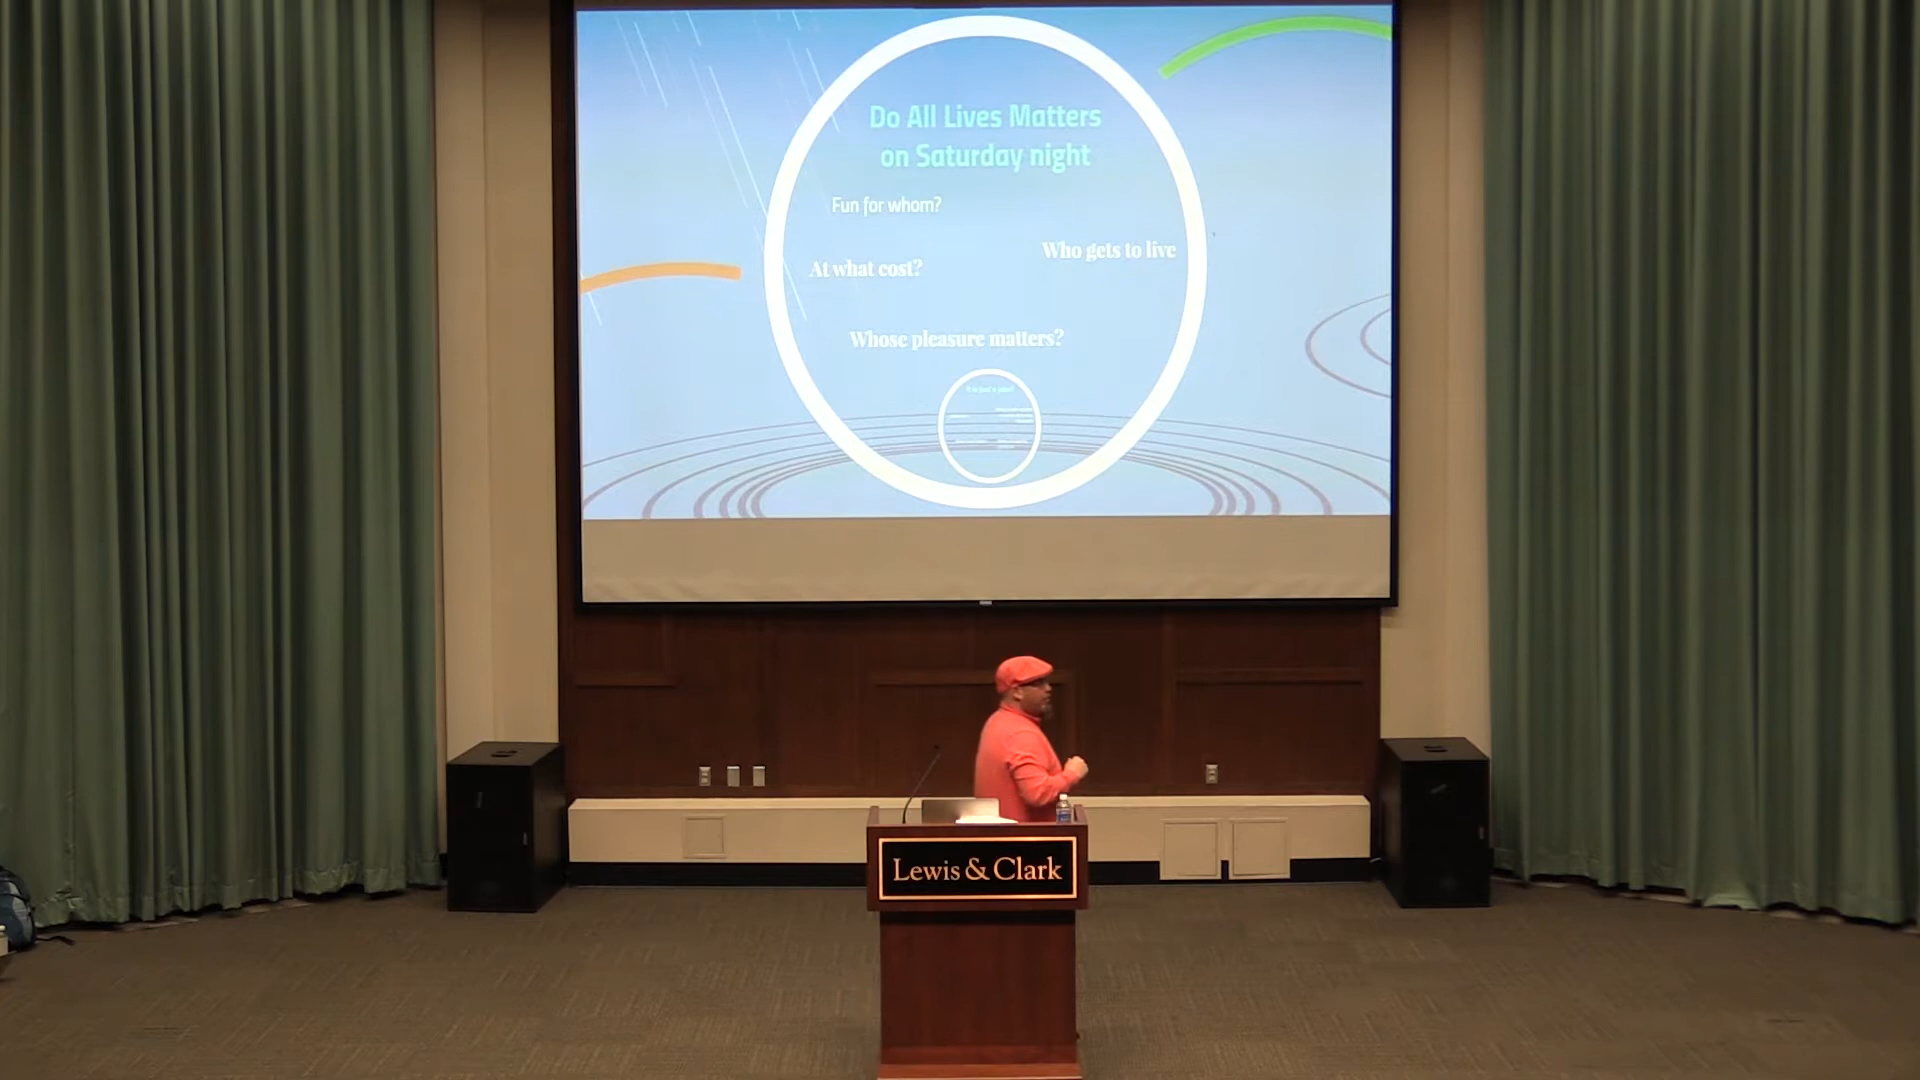 Do All Lives Matters
on Saturday night
Fun for whom?
Who gets to live
At what cost?
Whose pleasure matters?
Lewis & Clark